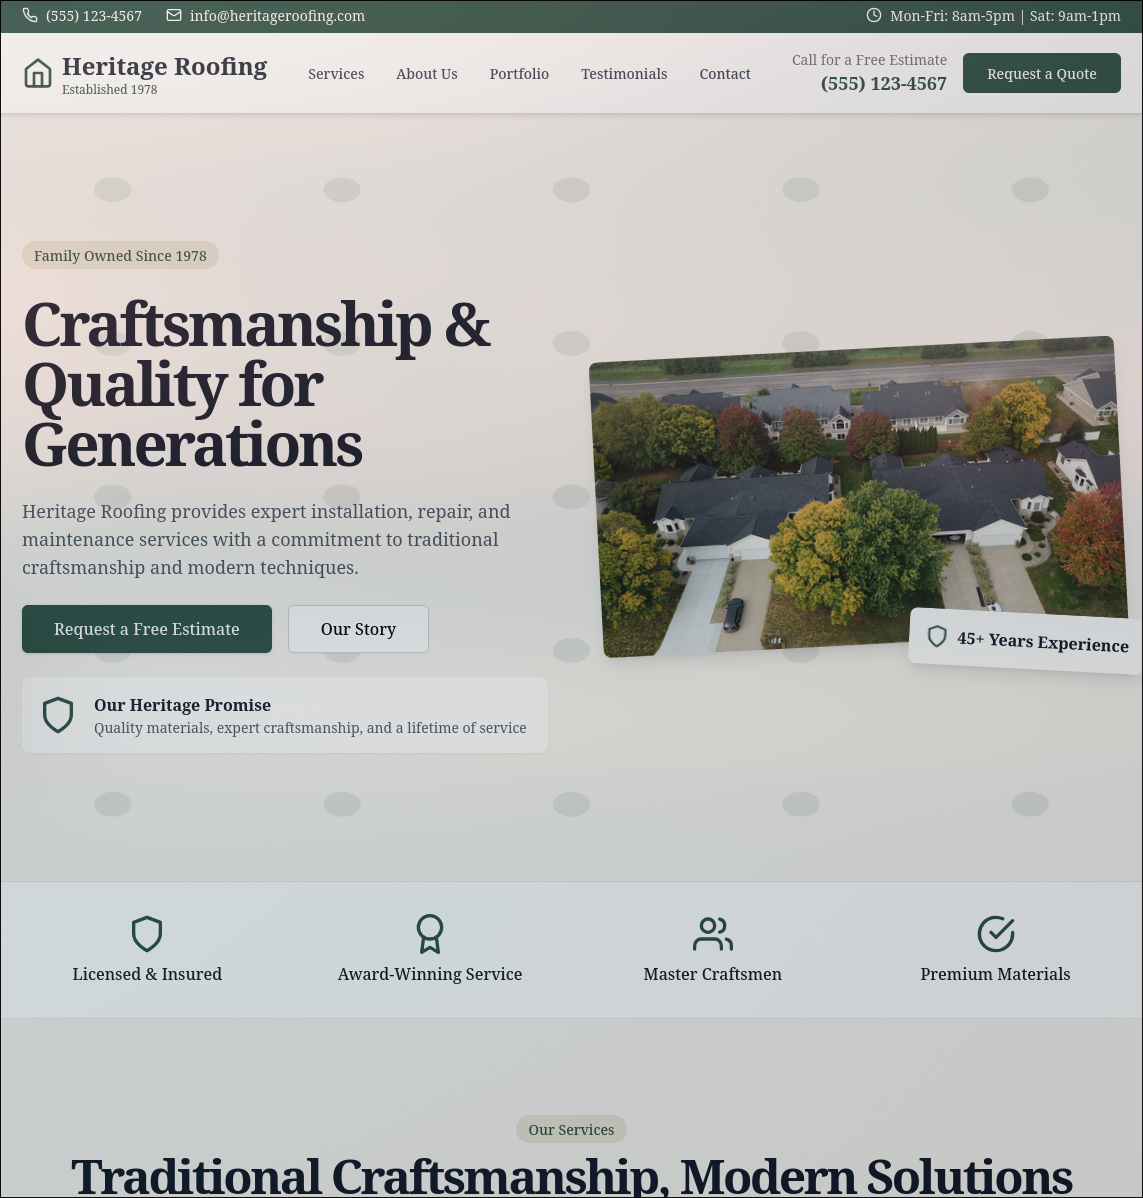 (555) 123-4567
info@heritageroofing.com
Mon-Fri: 8am-5pm | Sat: 9am-1pm
Heritage Roofing
Established 1978
Services
About Us
Portfolio
Testimonials
Contact
Call for a Free Estimate
(555) 123-4567
Request a Quote
Family Owned Since 1978
Craftsmanship &
Quality for
Generations
Heritage Roofing provides expert installation, repair, and
maintenance services with a commitment to traditional
craftsmanship and modern techniques.
Request a Free Estimate
Our Story
45+ Years Experience
Our Heritage Promise
Quality materials, expert craftsmanship, and a lifetime of service
Licensed & Insured
Award-Winning Service
Master Craftsmen
Premium Materials
Our Services
Traditional Craftsmanship, Modern Solutions